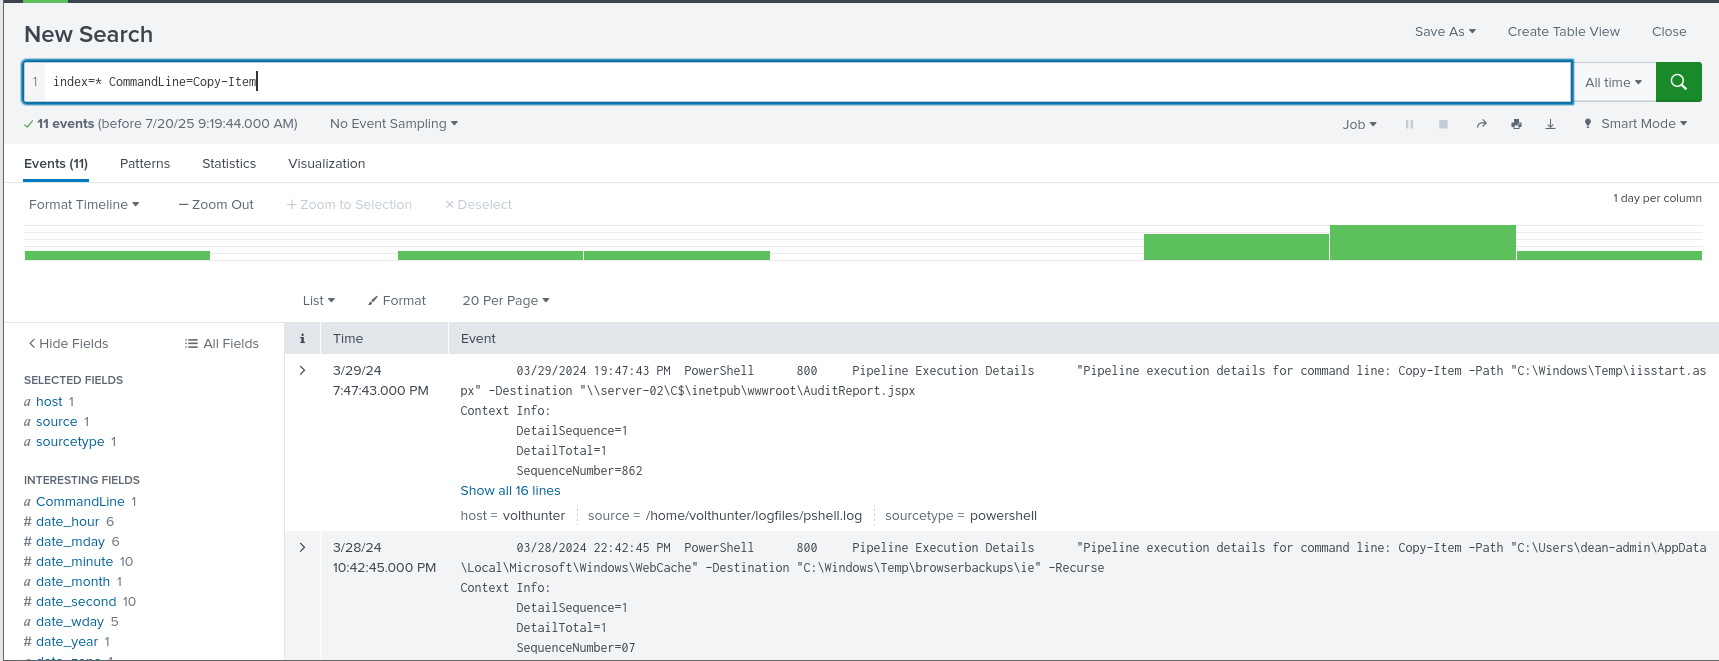 New Search
Save As
Create Table View
Close
1 index=* CommandLine=Copy-Item
All time
11 events (before 7/20/25 9:19:44.000 AM)
No Event Sampling
Job
Smart Mode
Events (11)
Patterns
Statistics
Visualization
Format Timeline
— Zoom Out
+ Zoom to Selection
× Deselect
1 day per column
List
Format
20 Per Page
Hide Fields
All Fields
SELECTED FIELDS
a host 1
a source 1
a sourcetype 1
INTERESTING FIELDS
a CommandLine 1
# date_hour 6
# date_mday 6
# date_minute 10
a date_month 1
# date_second 10
a date_wday 5
# date_year 1
i
Time
Event
3/29/24
7:47:43.000 PM
03/29/2024 19:47:43 PM PowerShell 800 Pipeline Execution Details "Pipeline execution details for command line: Copy-Item -Path "C:\Windows\Temp\iisstart.as
px" -Destination "\\server-02\C$\inetpub\wwwroot\AuditReport.jspx
Context Info:
DetailSequence=1
DetailTotal=1
SequenceNumber=862
Show all 16 lines
host = volthunter source = /home/volthunter/logfiles/pshell.log sourcetype = powershell
3/28/24
10:42:45.000 PM
03/28/2024 22:42:45 PM PowerShell 800 Pipeline Execution Details "Pipeline execution details for command line: Copy-Item -Path "C:\Users\dean-admin\AppData
\Local\Microsoft\Windows\WebCache" -Destination "C:\Windows\Temp\browserbackups\ie" -Recurse
Context Info:
DetailSequence=1
DetailTotal=1
SequenceNumber=07